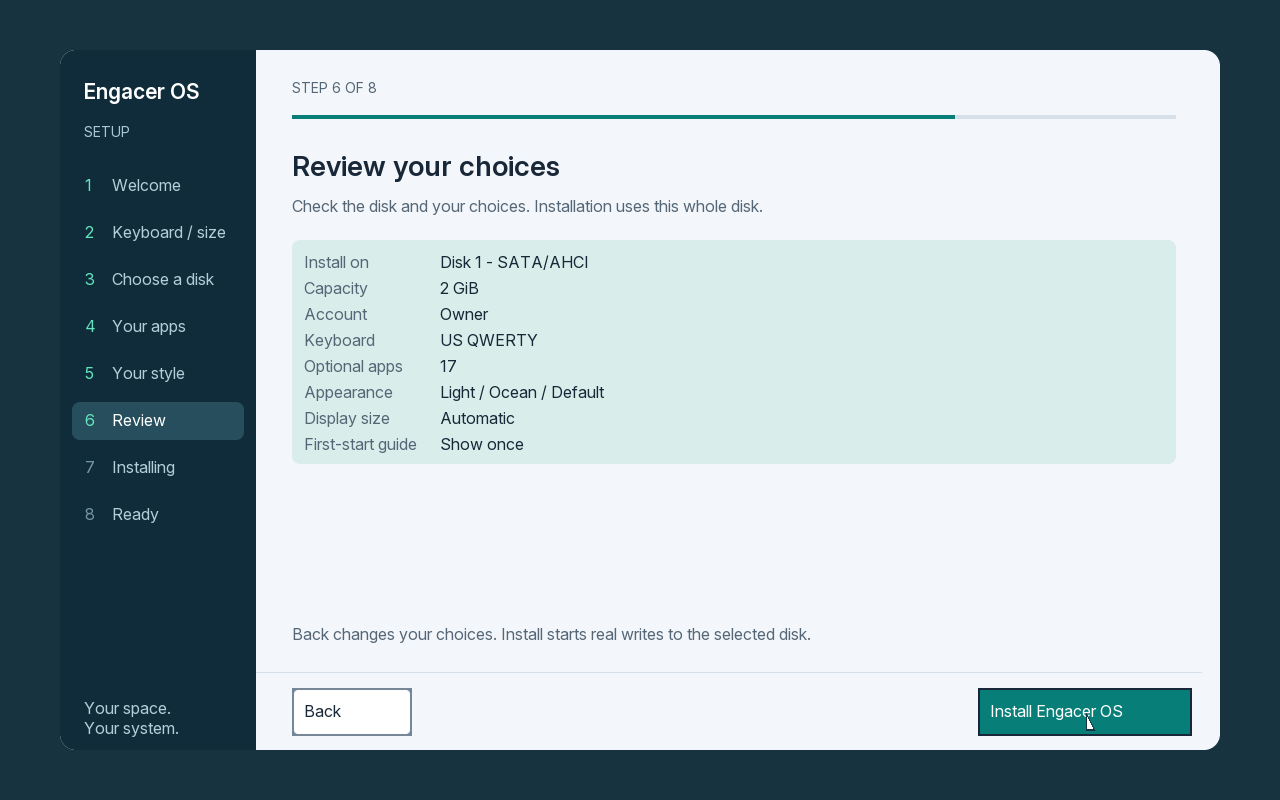 Engacer OS
SETUP
1 Welcome
2 Keyboard / size
3 Choose a disk
4 Your apps
5 Your style
6 Review
7 Installing
8 Ready
Your space.
Your system.
STEP 6 OF 8
Review your choices
Check the disk and your choices. Installation uses this whole disk.
Install on Disk 1 - SATA/AHCI
Capacity 2 GiB
Account Owner
Keyboard US QWERTY
Optional apps 17
Appearance Light / Ocean / Default
Display size Automatic
First-start guide Show once
Back changes your choices. Install starts real writes to the selected disk.
Back
Install Engacer OS